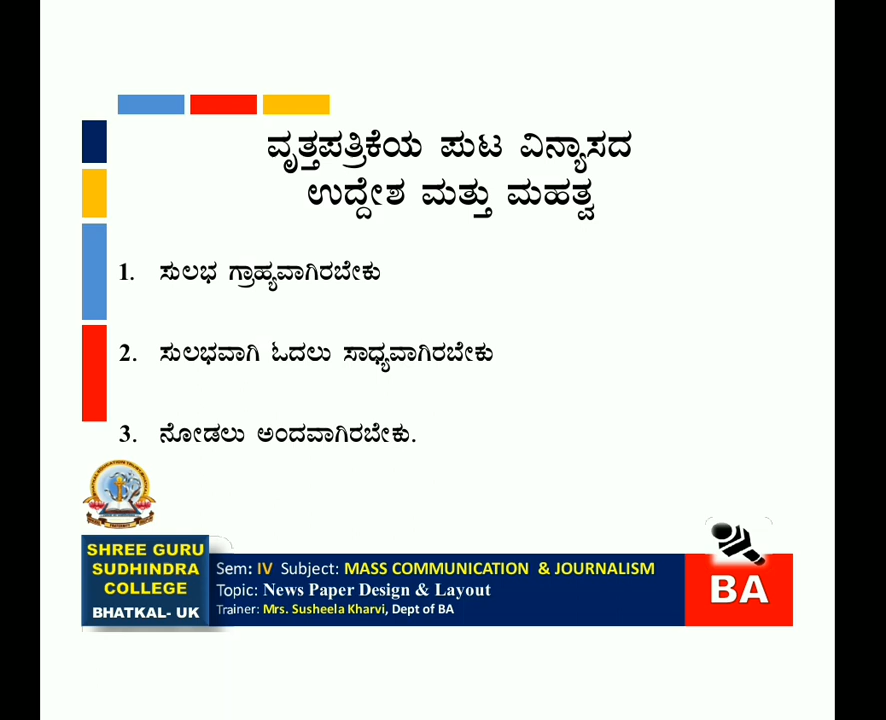 ವೃತ್ತಪತ್ರಿಕೆಯ ಪುಟ ವಿನ್ಯಾಸದ
ಉದ್ದೇಶ ಮತ್ತು ಮಹತ್ವ
1. ಸುಲಭ ಗ್ರಾಹ್ಯವಾಗಿರಬೇಕು
2. ಸುಲಭವಾಗಿ ಓದಲು ಸಾಧ್ಯವಾಗಿರಬೇಕು
3. ನೋಡಲು ಅಂದವಾಗಿರಬೇಕು.
SHREE GURU
SUDHINDRA
COLLEGE
BHATKAL- UK
Sem: IV Subject: MASS COMMUNICATION & JOURNALISM
Topic: News Paper Design & Layout
Trainer: Mrs. Susheela Kharvi, Dept of BA
BA